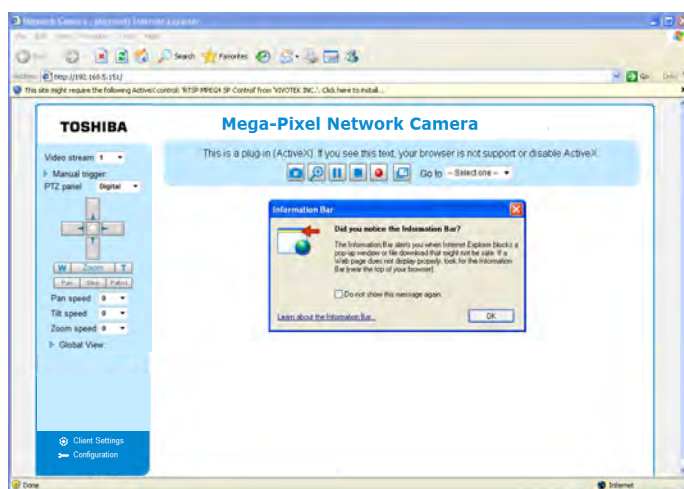 Network Camera - Microsoft Internet Explorer
Search Favorites
http://192.168.5.151/
Go
This site might require the following ActiveX control: 'RTSP MPEG4 SP Control' from 'VIVOTEK INC.'. Click here to install...
TOSHIBA
Mega-Pixel Network Camera
Video stream 1
This is a plug-in (ActiveX). If you see this text, your browser is not support or disable ActiveX.
Manual trigger
Go to -- Select one --
PTZ panel Digital
Information Bar
Did you notice the Information Bar?
The Information Bar alerts you when Internet Explorer blocks a
pop-up window or file download that might not be safe. If a
Web page does not display properly, look for the Information
Bar (near the top of your browser).
W Zoom T
Pan Stop Patrol
Do not show this message again.
Pan speed 0
Tilt speed 0
Learn about the Information Bar...
OK
Zoom speed 0
Global View
Client Settings
Configuration
Done
Internet